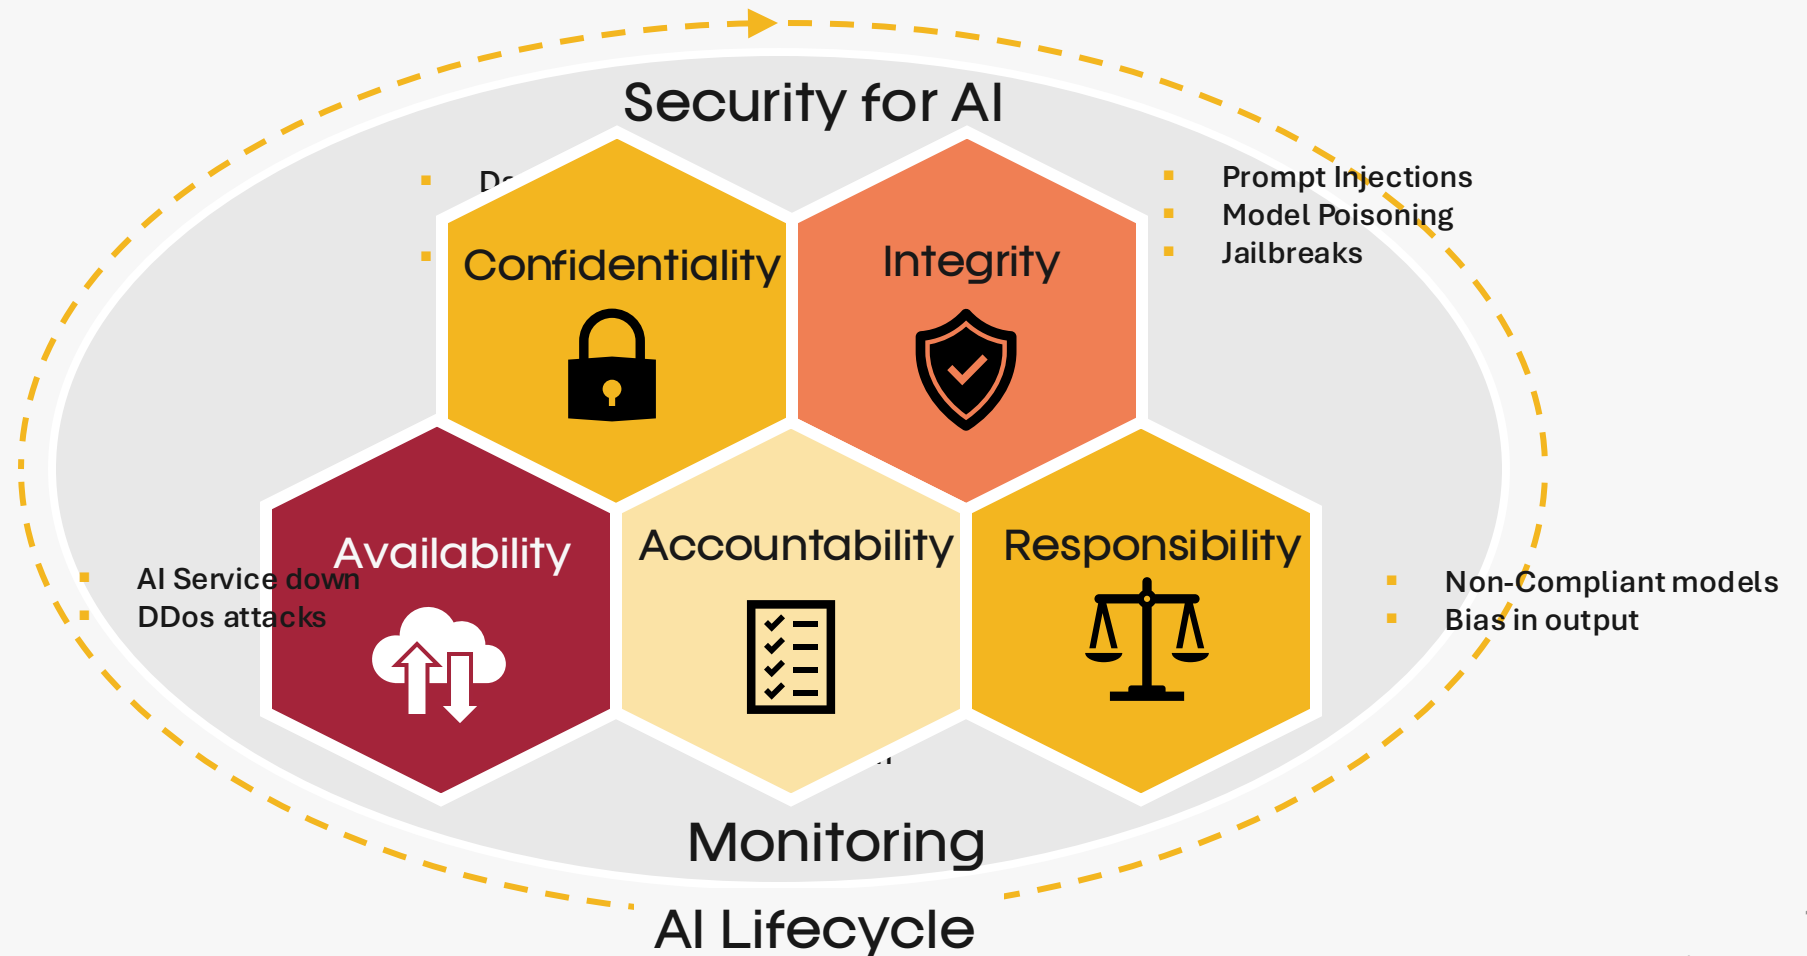 Security for AI
Prompt Injections
Model Poisoning
Jailbreaks
Confidentiality
Integrity
Availability
Accountability
Responsibility
AI Service down
DDos attacks
Non-Compliant models
Bias in output
Monitoring
AI Lifecycle